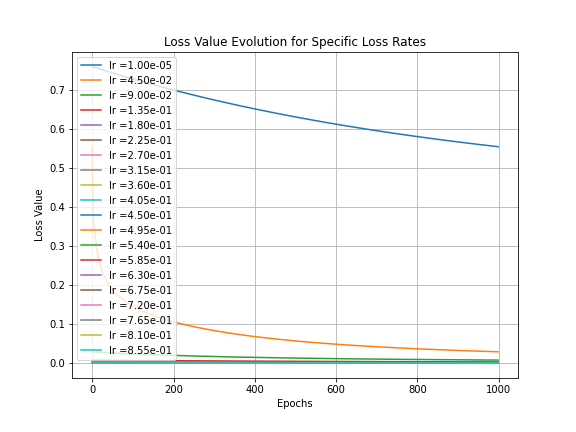 Loss Value Evolution for Specific Loss Rates
lr =1.00e-05
lr =4.50e-02
lr =9.00e-02
lr =1.35e-01
lr =1.80e-01
lr =2.25e-01
lr =2.70e-01
lr =3.15e-01
lr =3.60e-01
lr =4.05e-01
lr =4.50e-01
lr =4.95e-01
lr =5.40e-01
lr =5.85e-01
lr =6.30e-01
lr =6.75e-01
lr =7.20e-01
lr =7.65e-01
lr =8.10e-01
lr =8.55e-01
Loss Value
0.7
0.6
0.5
0.4
0.3
0.2
0.1
0.0
0 200 400 600 800 1000
Epochs